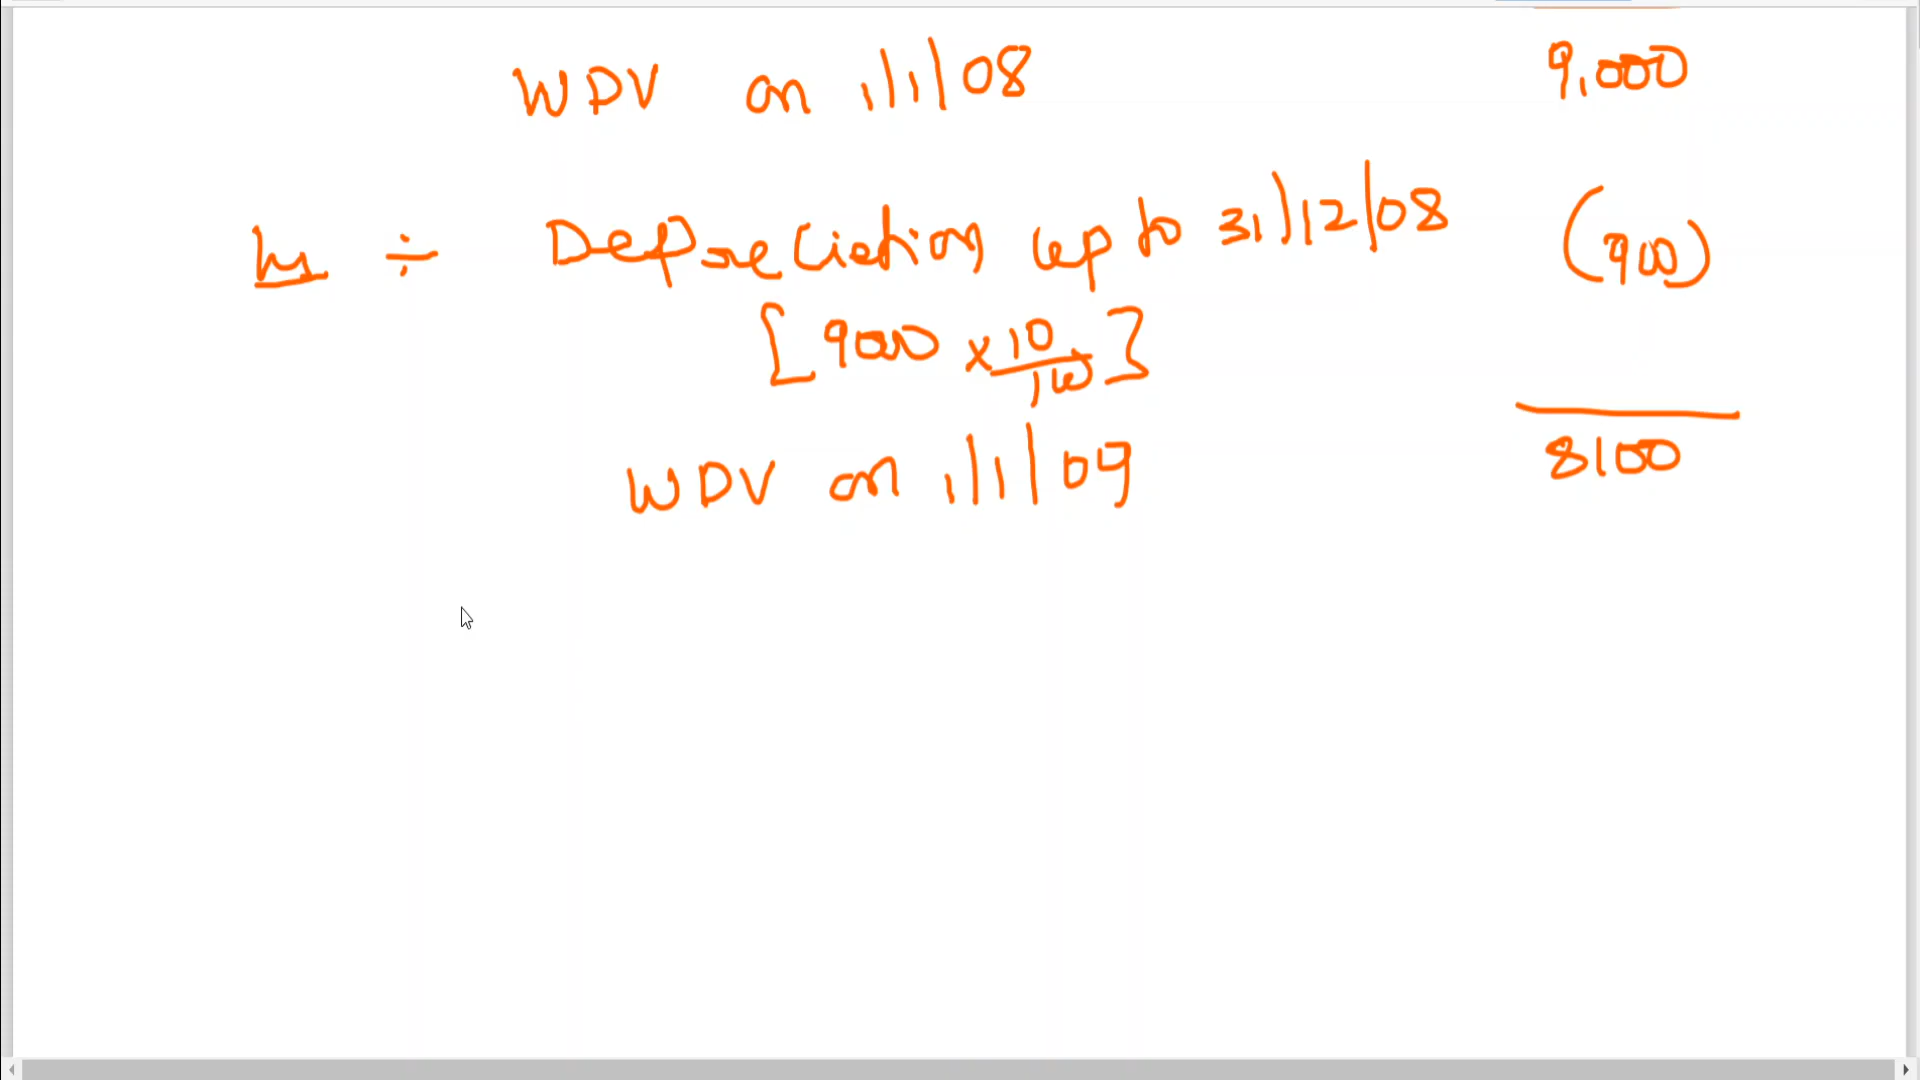 WDV on 1/1/08 9,000
÷ Depreciation up to 31/12/08 (900)
[9000 × 10/100]
WDV on 1/1/09 8100